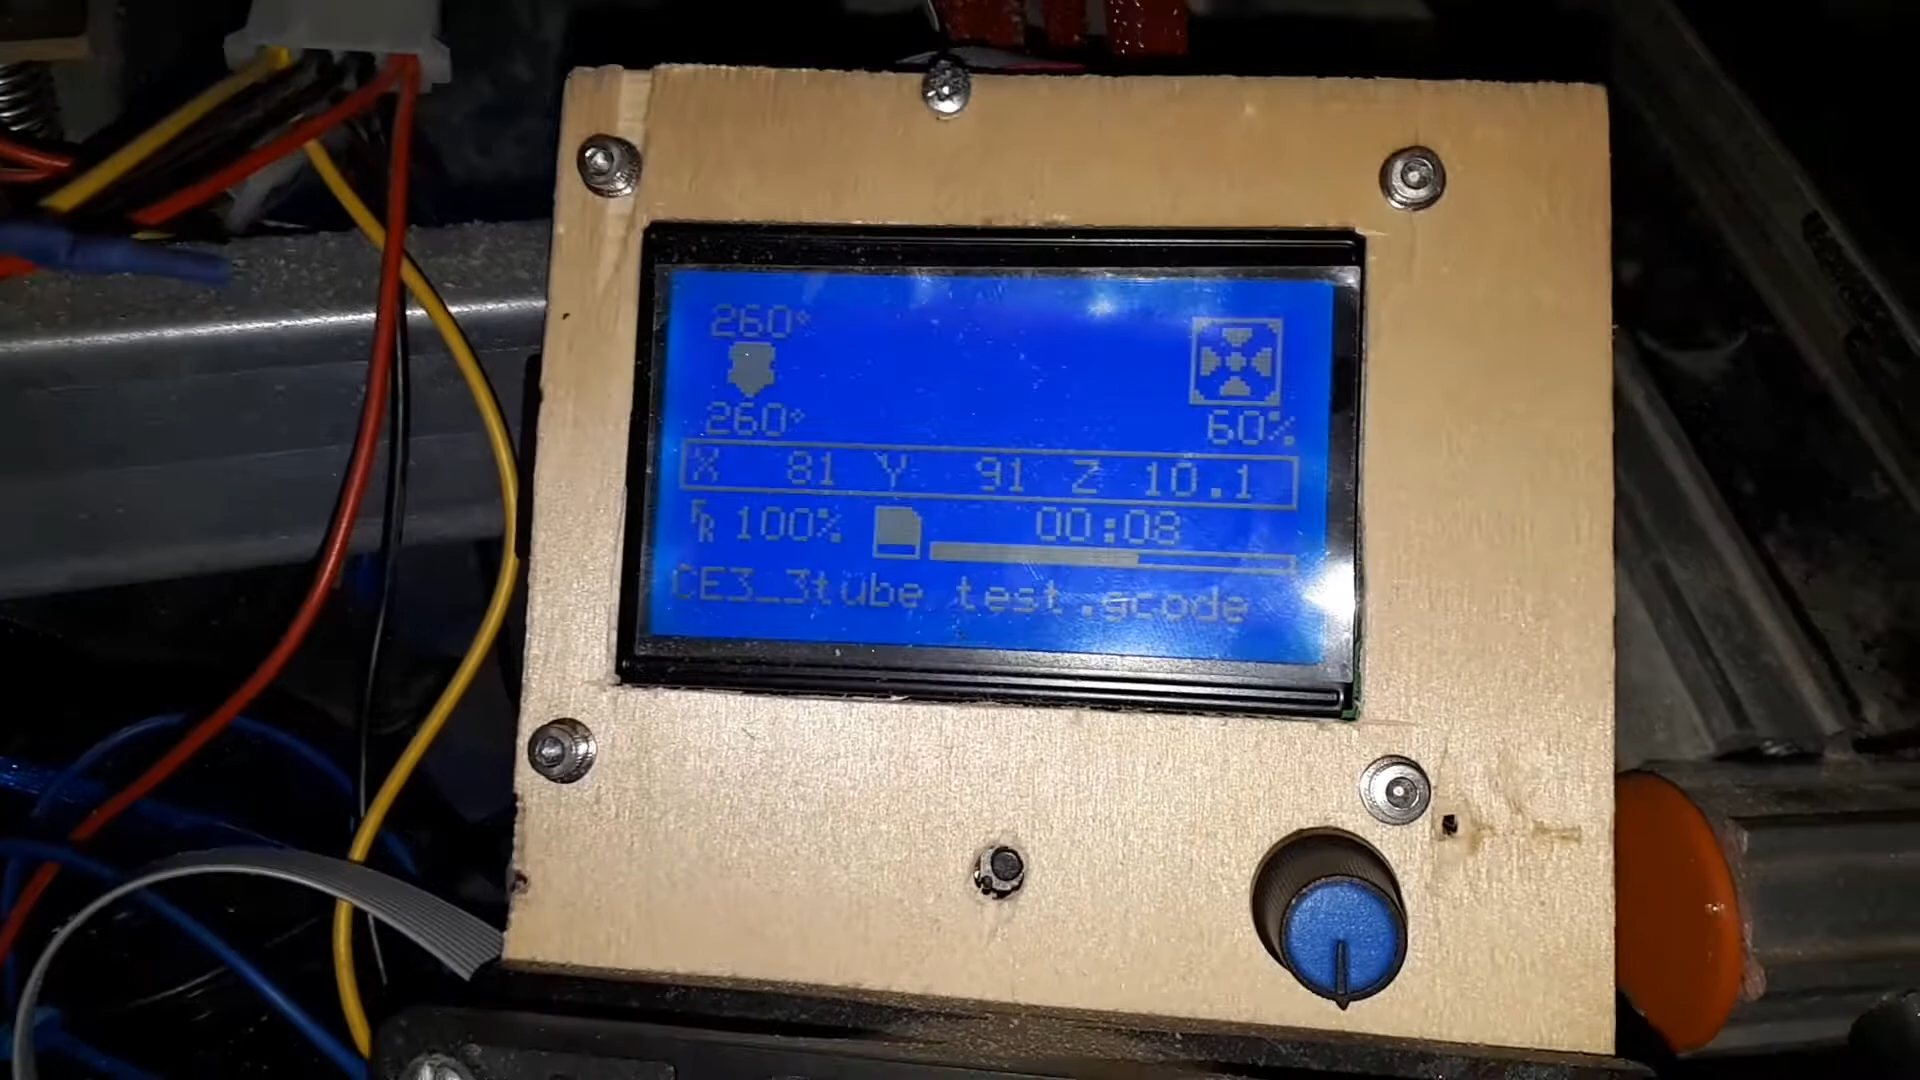 260°
260°
60%
X 81 Y 91 Z 10.1
FR 100% 00:08
CE3_3tube test.gcode